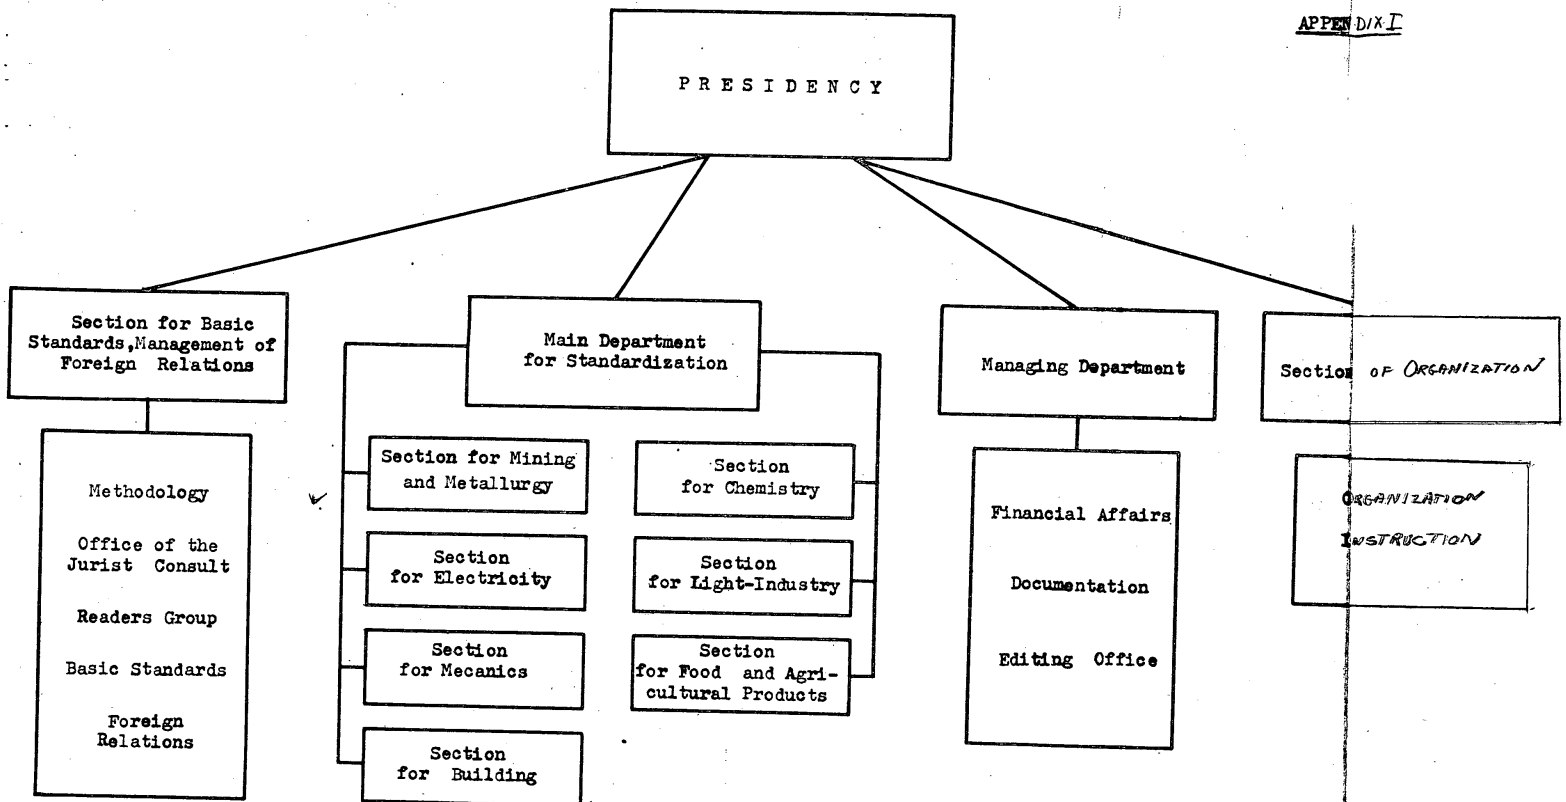 APPENDIX I
PRESIDENCY
Section for Basic
Standards,Management of
Foreign Relations
Methodology
Office of the
Jurist Consult
Readers Group
Basic Standards
Foreign
Relations
Main Department
for Standardization
Section for Mining
and Metallurgy
Section
for Electricity
Section
for Mecanics
Section
for Building
Section
for Chemistry
Section
for Light-Industry
Section
for Food and Agri-
cultural Products
Managing Department
Financial Affairs
Documentation
Editing Office
Section OF ORGANIZATION
ORGANIZATION
INSTRUCTION